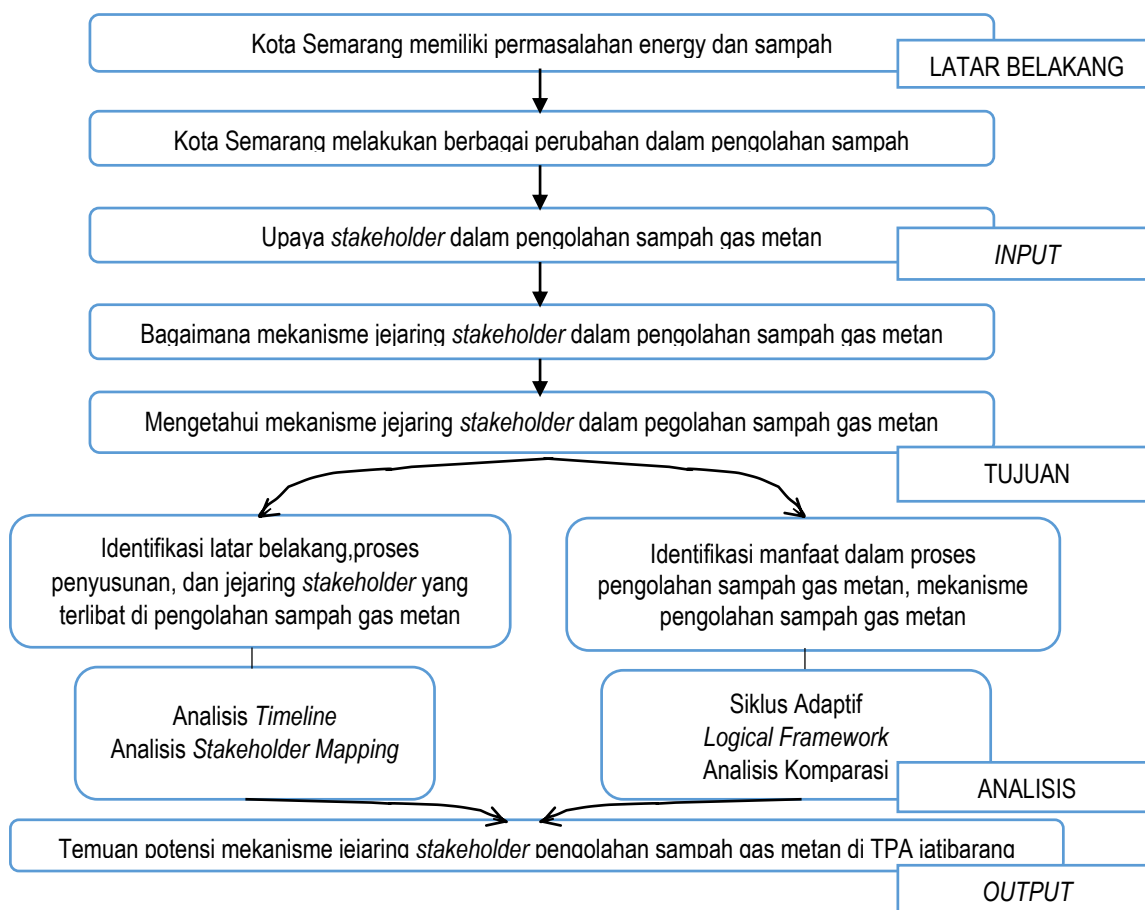 Kota Semarang memiliki permasalahan energy dan sampah
LATAR BELAKANG
Kota Semarang melakukan berbagai perubahan dalam pengolahan sampah
Upaya stakeholder dalam pengolahan sampah gas metan
INPUT
Bagaimana mekanisme jejaring stakeholder dalam pengolahan sampah gas metan
Mengetahui mekanisme jejaring stakeholder dalam pegolahan sampah gas metan
TUJUAN
Identifikasi latar belakang,proses
penyusunan, dan jejaring stakeholder yang
terlibat di pengolahan sampah gas metan
Identifikasi manfaat dalam proses
pengolahan sampah gas metan, mekanisme
pengolahan sampah gas metan
Analisis Timeline
Analisis Stakeholder Mapping
Siklus Adaptif
Logical Framework
Analisis Komparasi
ANALISIS
Temuan potensi mekanisme jejaring stakeholder pengolahan sampah gas metan di TPA jatibarang
OUTPUT